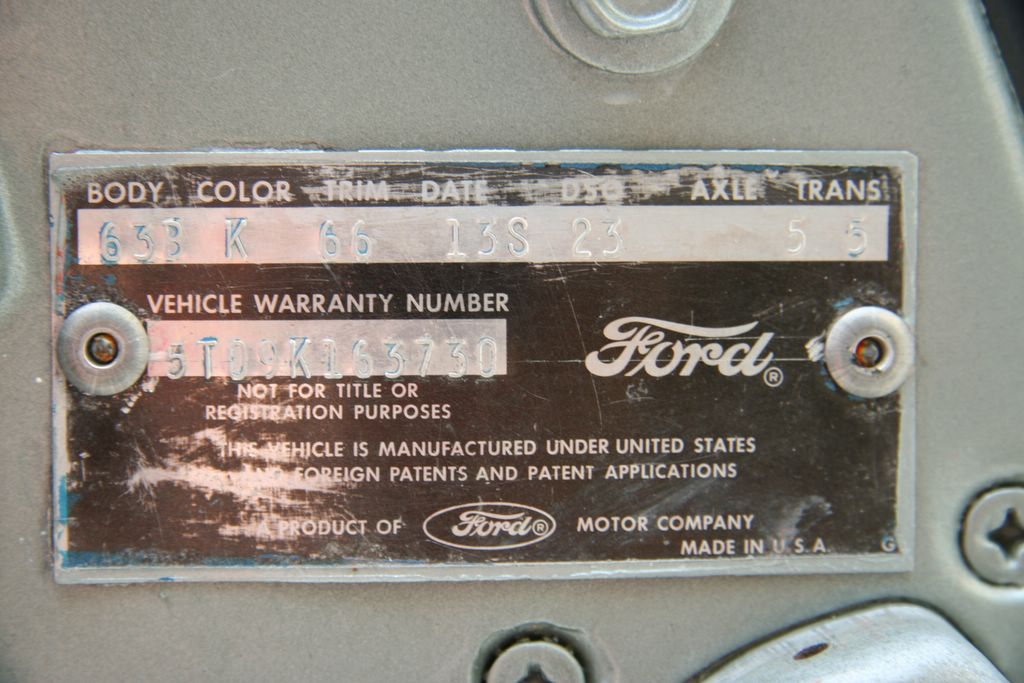 BODY COLOR TRIM DATE DSO AXLE TRANS
63B K 66 13S 23 5 5
VEHICLE WARRANTY NUMBER
5T09K163730
Ford®
NOT FOR TITLE OR
REGISTRATION PURPOSES
THIS VEHICLE IS MANUFACTURED UNDER UNITED STATES
FOREIGN PATENTS AND PATENT APPLICATIONS
A PRODUCT OF Ford® MOTOR COMPANY
MADE IN U.S.A. G